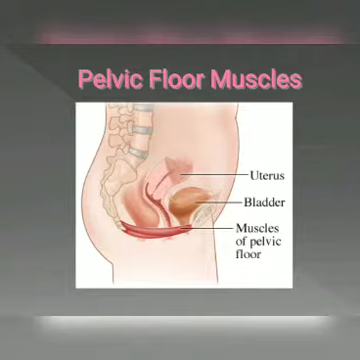 Pelvic Floor Muscles
Uterus
Bladder
Muscles
of pelvic
floor